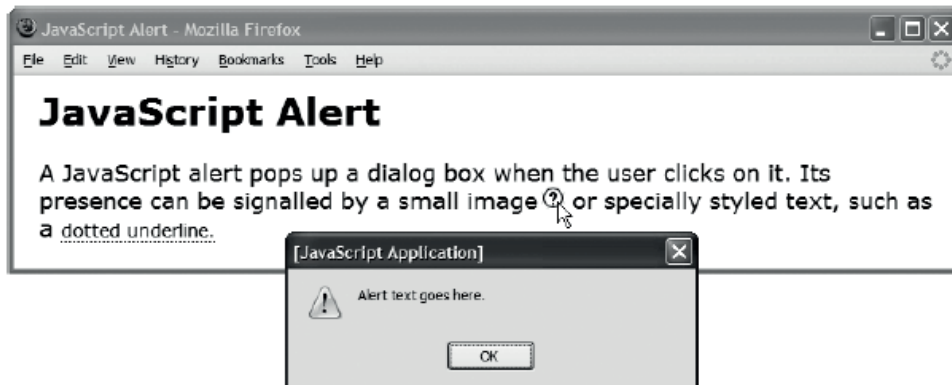 JavaScript Alert - Mozilla Firefox
File Edit View History Bookmarks Tools Help
JavaScript Alert
A JavaScript alert pops up a dialog box when the user clicks on it. Its
presence can be signalled by a small image ? or specially styled text, such as
a dotted underline.
[JavaScript Application]
Alert text goes here.
OK